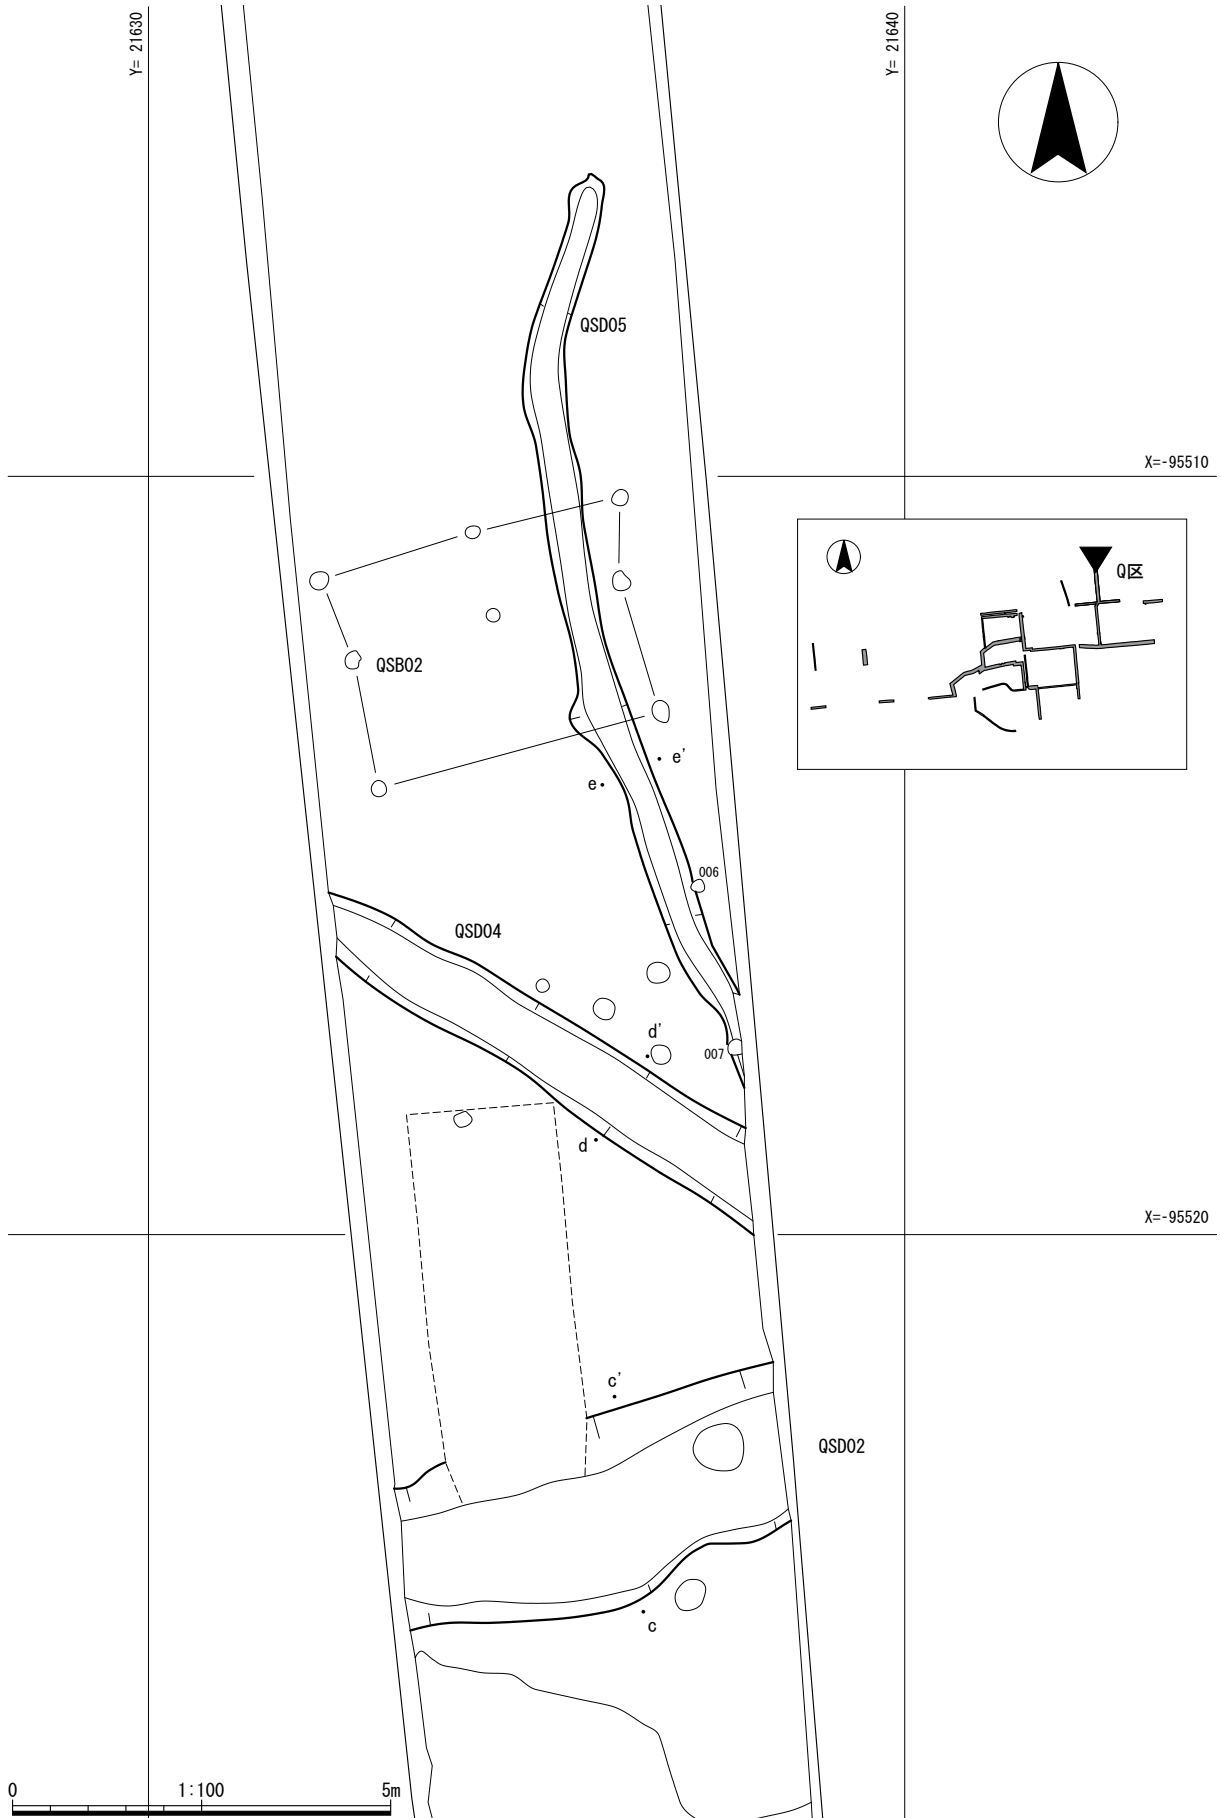 Y= 21630
Y= 21640
QSD05
X=-95510
Q区
QSB02
e'
e
006
QSD04
d'
007
d
X=-95520
c'
QSD02
c
0 1:100 5m